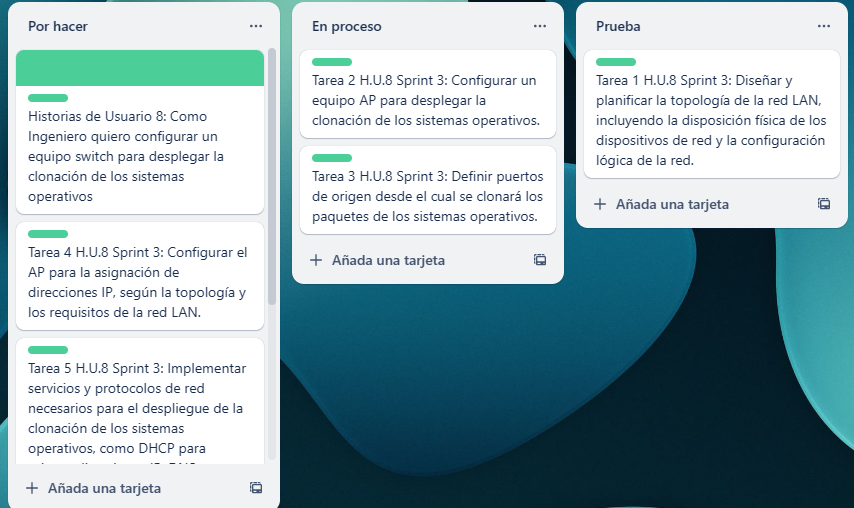 Por hacer
Historias de Usuario 8: Como
Ingeniero quiero configurar un
equipo switch para desplegar la
clonación de los sistemas
operativos
Tarea 4 H.U.8 Sprint 3: Configurar el
AP para la asignación de
direcciones IP, según la topología y
los requisitos de la red LAN.
Tarea 5 H.U.8 Sprint 3: Implementar
servicios y protocolos de red
necesarios para el despliegue de la
clonación de los sistemas
operativos, como DHCP para
Añada una tarjeta
En proceso
Tarea 2 H.U.8 Sprint 3: Configurar un
equipo AP para desplegar la
clonación de los sistemas operativos.
Tarea 3 H.U.8 Sprint 3: Definir puertos
de origen desde el cual se clonará los
paquetes de los sistemas operativos.
Añada una tarjeta
Prueba
Tarea 1 H.U.8 Sprint 3: Diseñar y
planificar la topología de la red LAN,
incluyendo la disposición física de los
dispositivos de red y la configuración
lógica de la red.
Añada una tarjeta